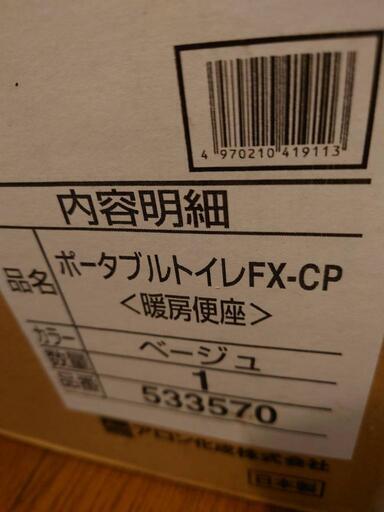 4 970210 419113
内容明細
品名 ポータブルトイレFX-CP
<暖房便座>
カラー ベージュ
数量 1
品番 533570
アロン化成株式会社
日本製